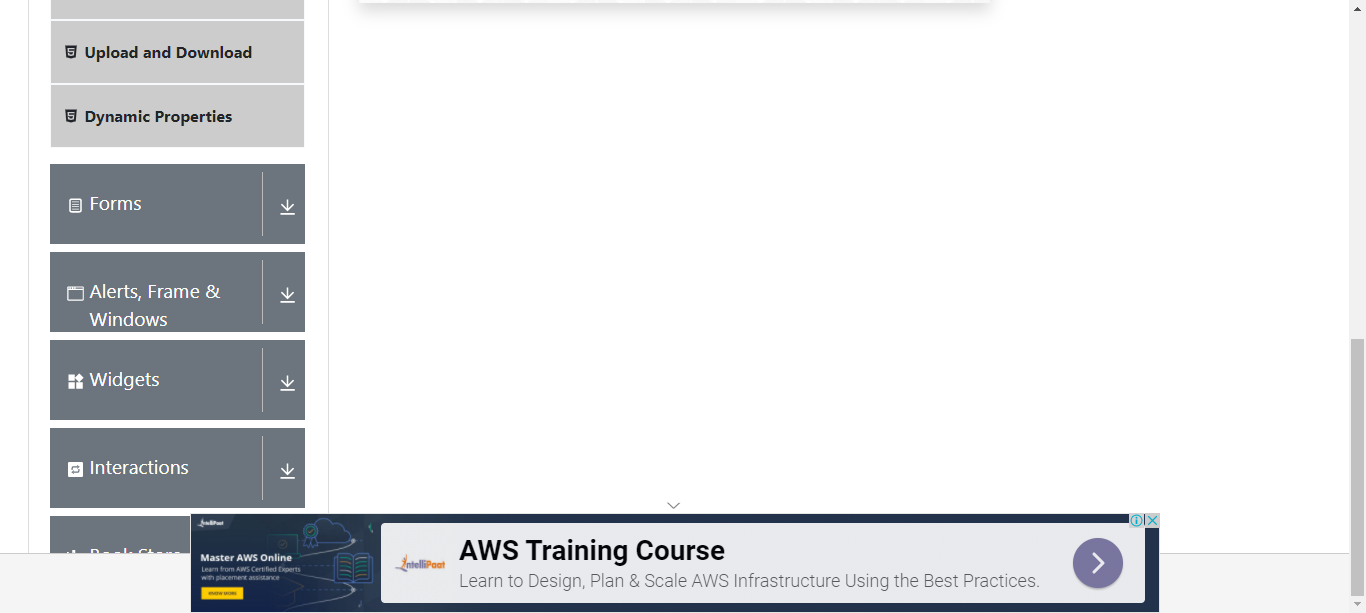 Upload and Download
Dynamic Properties
Forms
Alerts, Frame &
Windows
Widgets
Interactions
Book Store
IntelliPaat
Master AWS Online
Learn from AWS Certified Experts
with placement assistance
KNOW MORE
IntelliPaat
AWS Training Course
Learn to Design, Plan & Scale AWS Infrastructure Using the Best Practices.